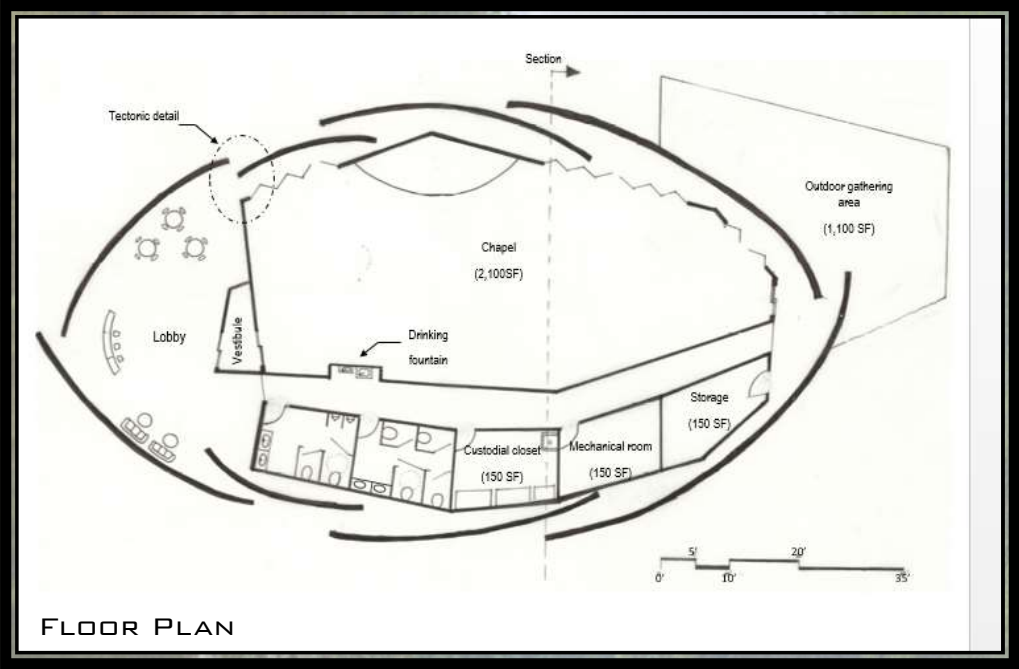 Section
Tectonic detail
Outdoor gathering
area
(1,100 SF)
Chapel
(2,100SF)
Vestibule
Lobby
Drinking
fountain
Storage
(150 SF)
Custodial closet
(150 SF)
Mechanical room
(150 SF)
5' 20'
0' 10' 35'
FLOOR PLAN